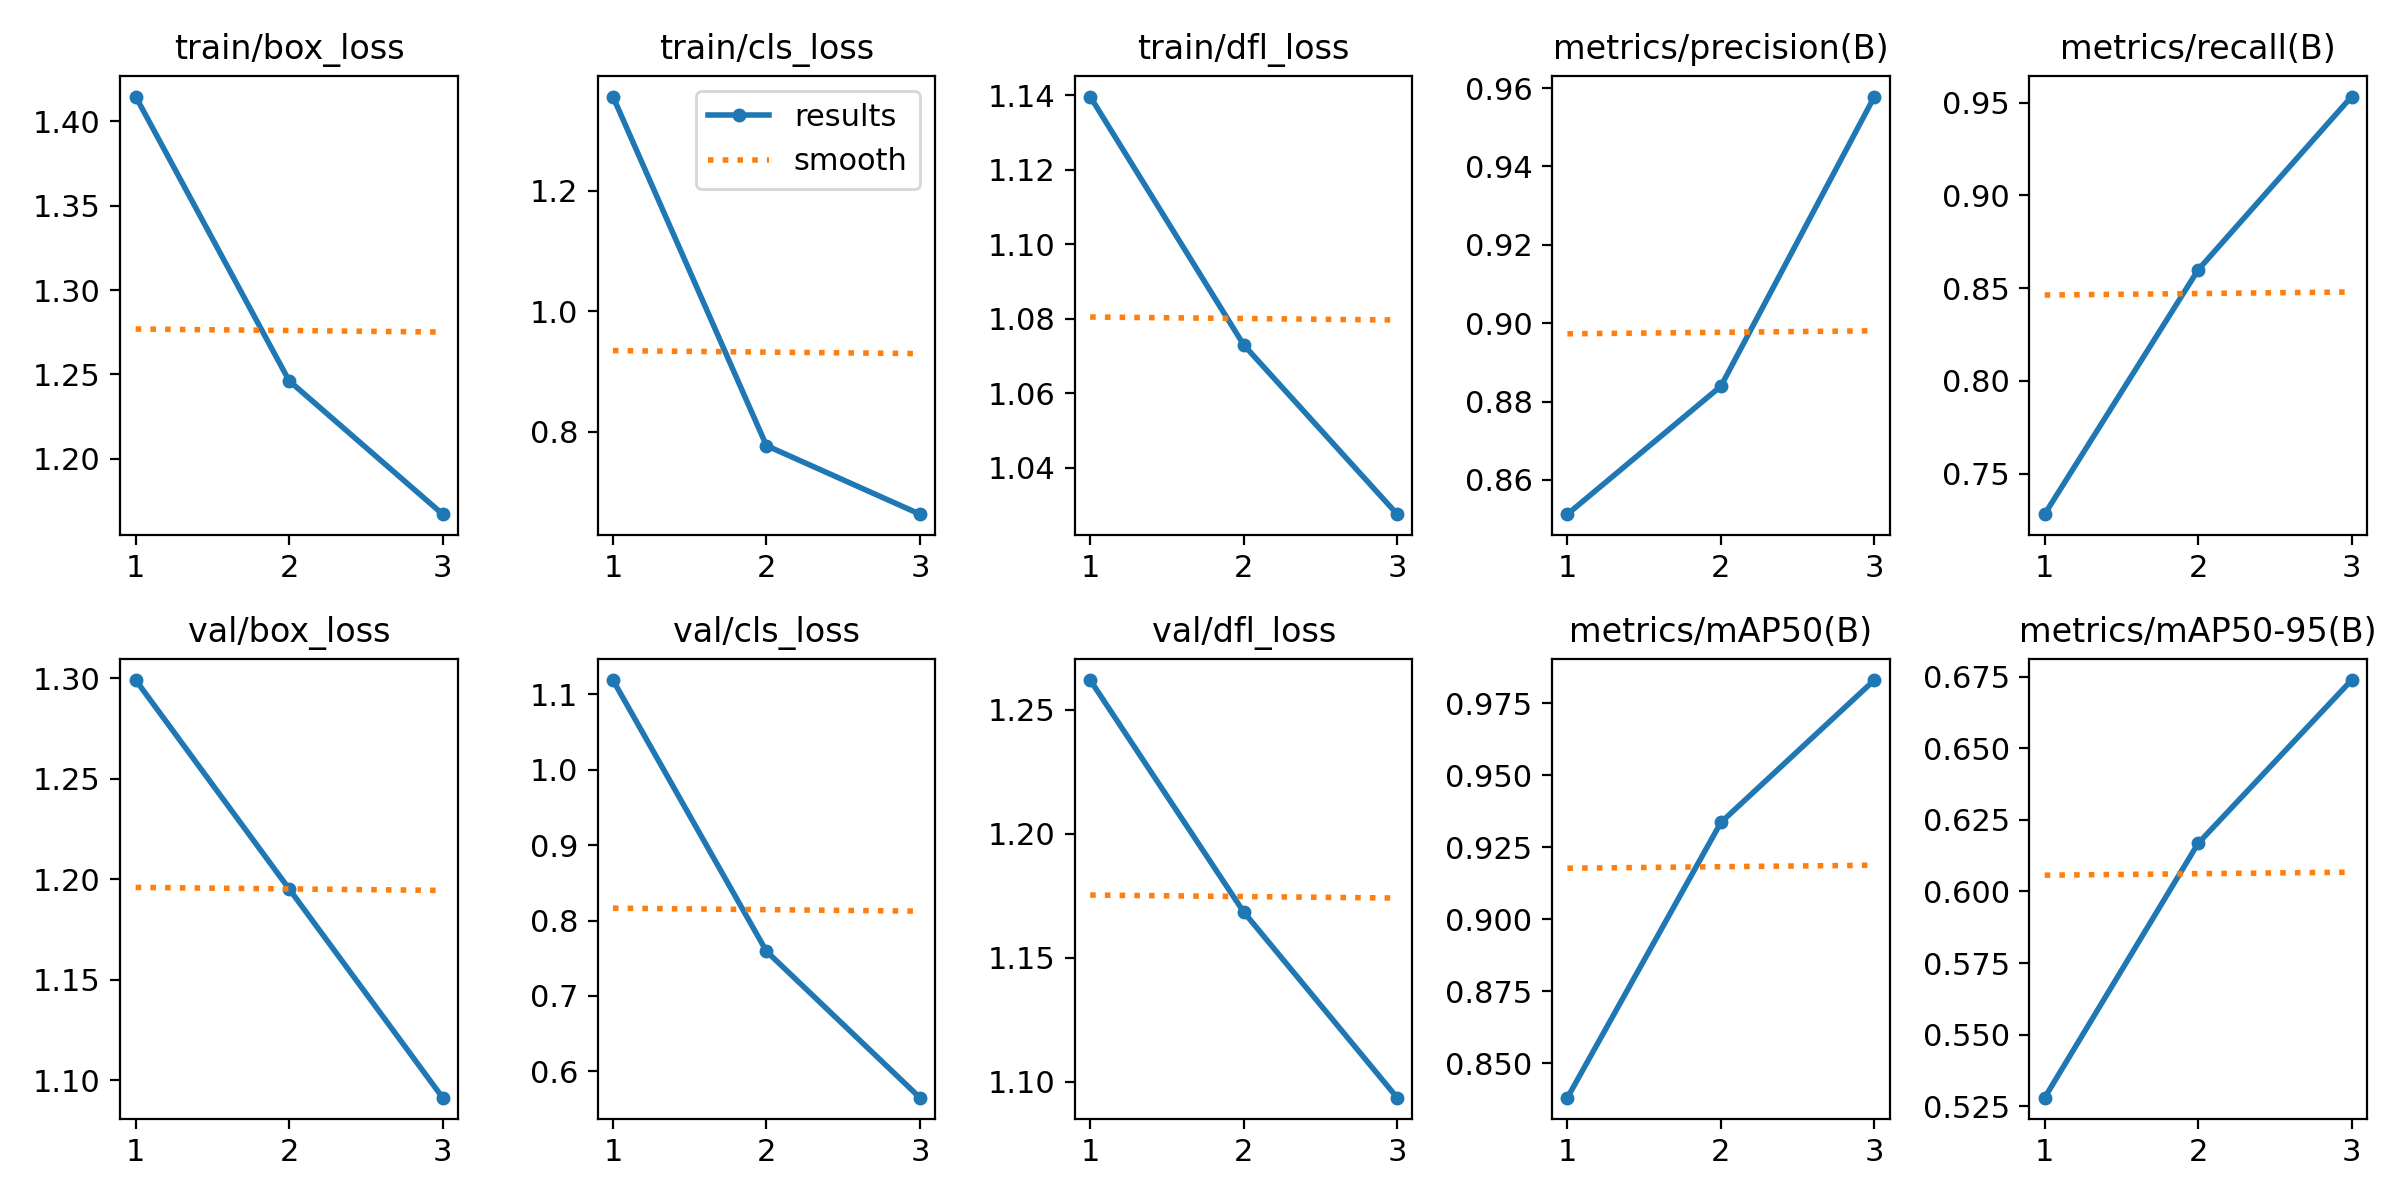 train/box_loss
1.40
1.35
1.30
1.25
1.20
1 2 3
train/cls_loss
results
smooth
1.2
1.0
0.8
1 2 3
train/dfl_loss
1.14
1.12
1.10
1.08
1.06
1.04
1 2 3
metrics/precision(B)
0.96
0.94
0.92
0.90
0.88
0.86
1 2 3
metrics/recall(B)
0.95
0.90
0.85
0.80
0.75
1 2 3
val/box_loss
1.30
1.25
1.20
1.15
1.10
1 2 3
val/cls_loss
1.1
1.0
0.9
0.8
0.7
0.6
1 2 3
val/dfl_loss
1.25
1.20
1.15
1.10
1 2 3
metrics/mAP50(B)
0.975
0.950
0.925
0.900
0.875
0.850
1 2 3
metrics/mAP50-95(B)
0.675
0.650
0.625
0.600
0.575
0.550
0.525
1 2 3